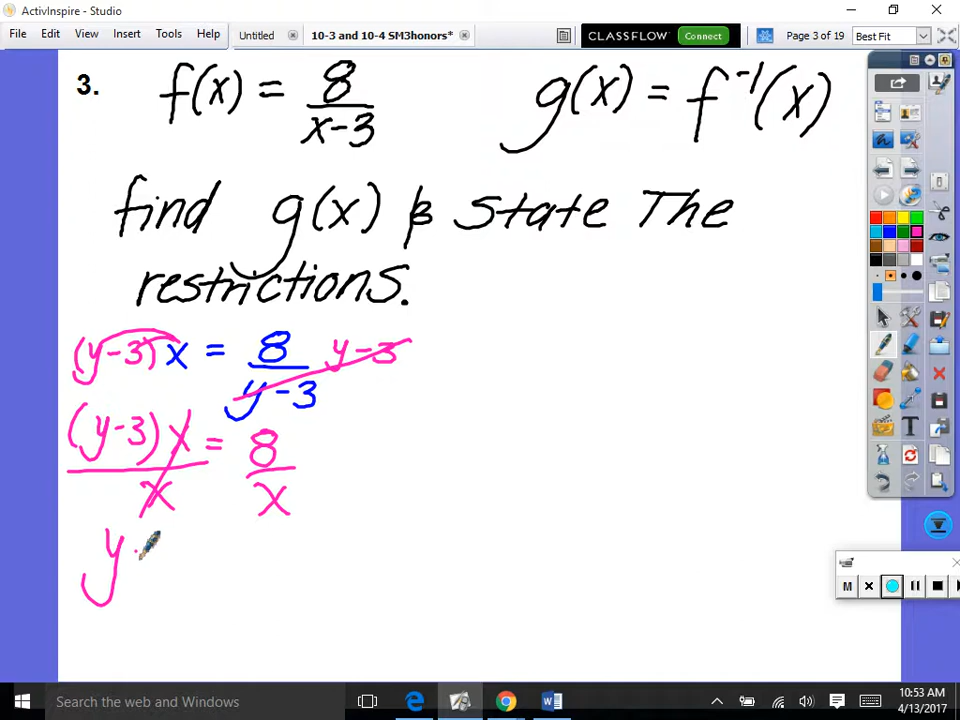 ActivInspire - Studio
File Edit View Insert Tools Help Untitled 10-3 and 10-4 SM3honors* CLASSFLOW Connect Page 3 of 19 Best Fit
3. f(x) = 8/(x-3) g(x) = f⁻¹(x)
find g(x) & state The
restrictions.
(y-3)x = 8/(y-3) y-3
(y-3)x/x = 8/x
y
T
M
Search the web and Windows
10:53 AM
4/13/2017